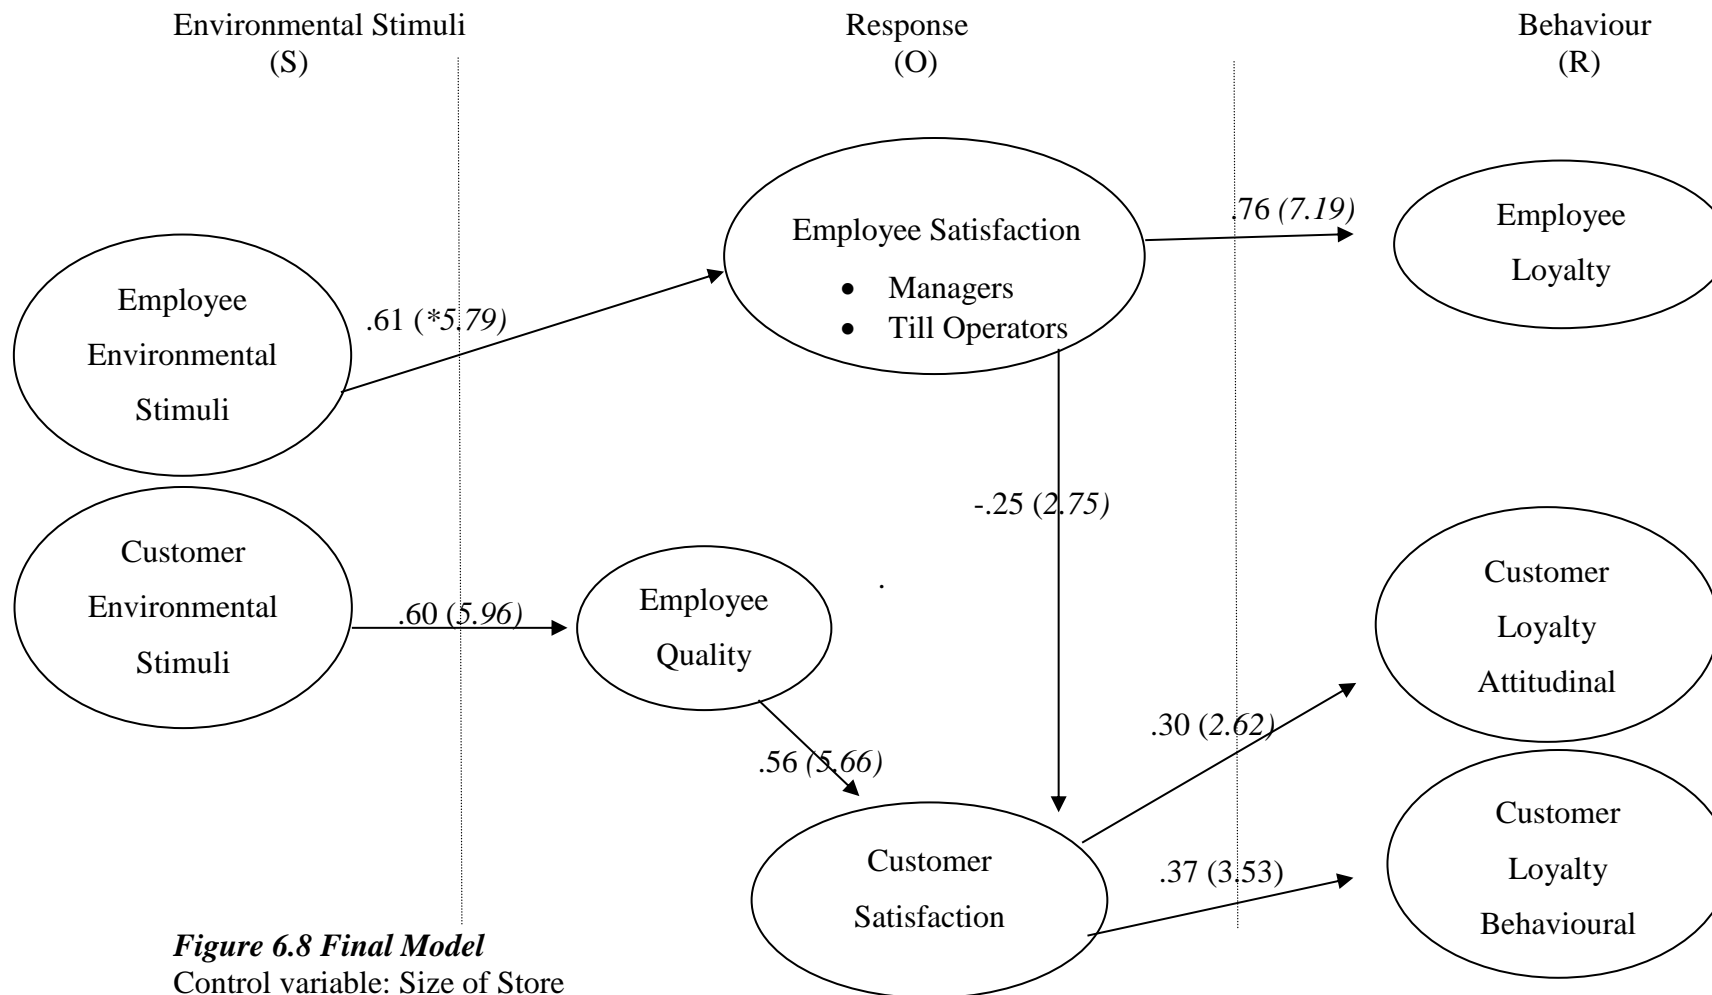 Environmental Stimuli
(S)
Response
(O)
Behaviour
(R)
Employee
Environmental
Stimuli
.61 (*5.79)
Employee Satisfaction
• Managers
• Till Operators
.76 (7.19)
Employee
Loyalty
-.25 (2.75)
Customer
Environmental
Stimuli
.60 (5.96)
Employee
Quality
.
.56 (5.66)
Customer
Satisfaction
.30 (2.62)
Customer
Loyalty
Attitudinal
.37 (3.53)
Customer
Loyalty
Behavioural
Figure 6.8 Final Model
Control variable: Size of Store